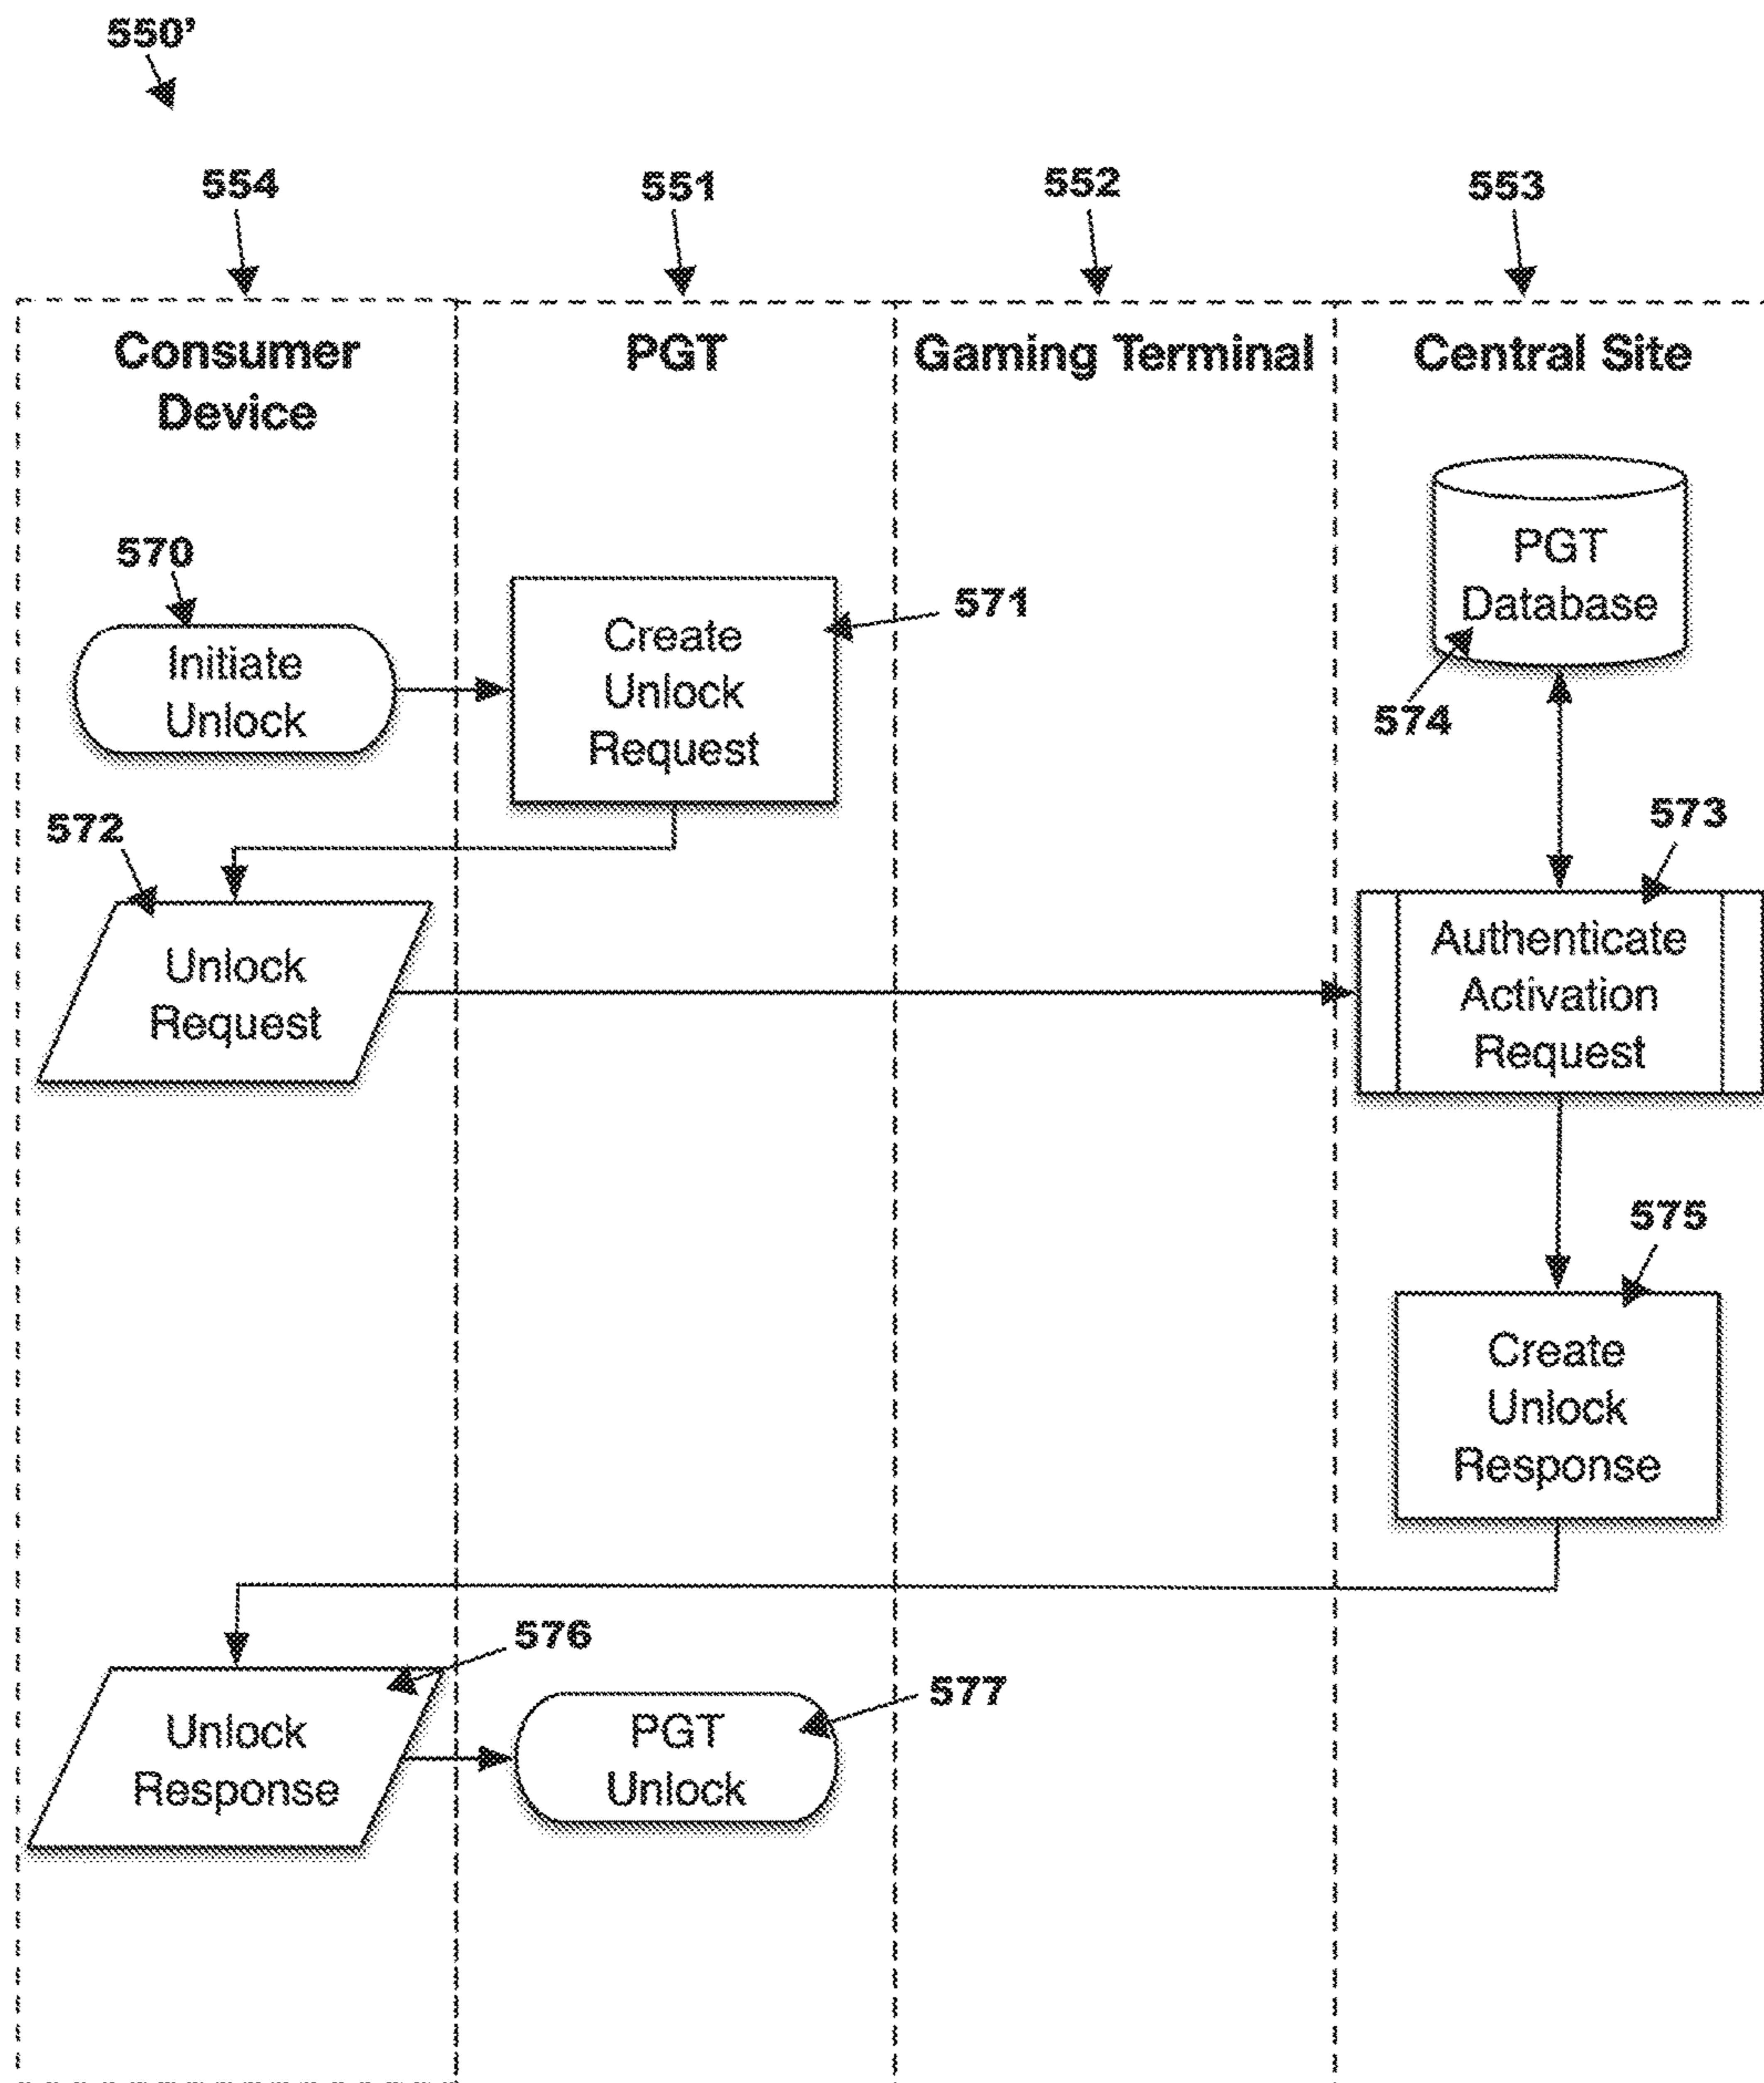 550’
554
551
552
553
Consumer
Device
PGT
Gaming Terminal
Central Site
PGT
Database
574
570
Initiate
Unlock
Create
Unlock
Request
571
572
Unlock
Request
573
Authenticate
Activation
Request
575
Create
Unlock
Response
576
Unlock
Response
577
PGT
Unlock